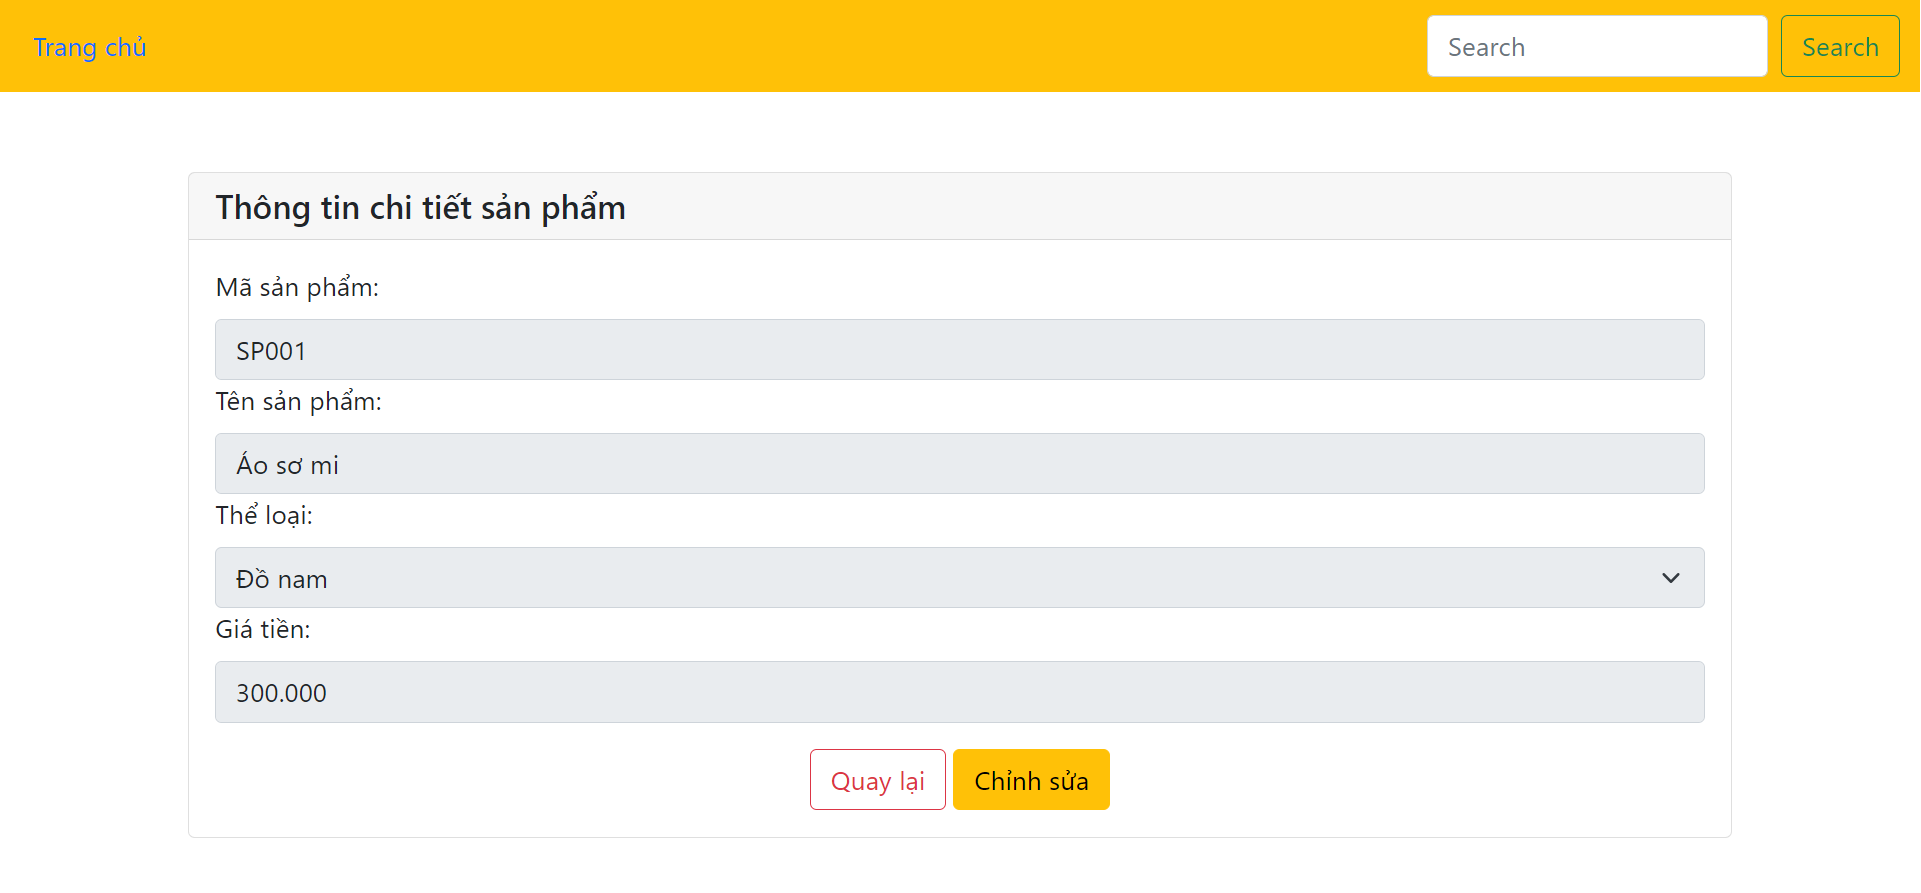 Trang chủ
Search
Search
Thông tin chi tiết sản phẩm
Mã sản phẩm:
SP001
Tên sản phẩm:
Áo sơ mi
Thể loại:
Đồ nam
Giá tiền:
300.000
Quay lại
Chỉnh sửa